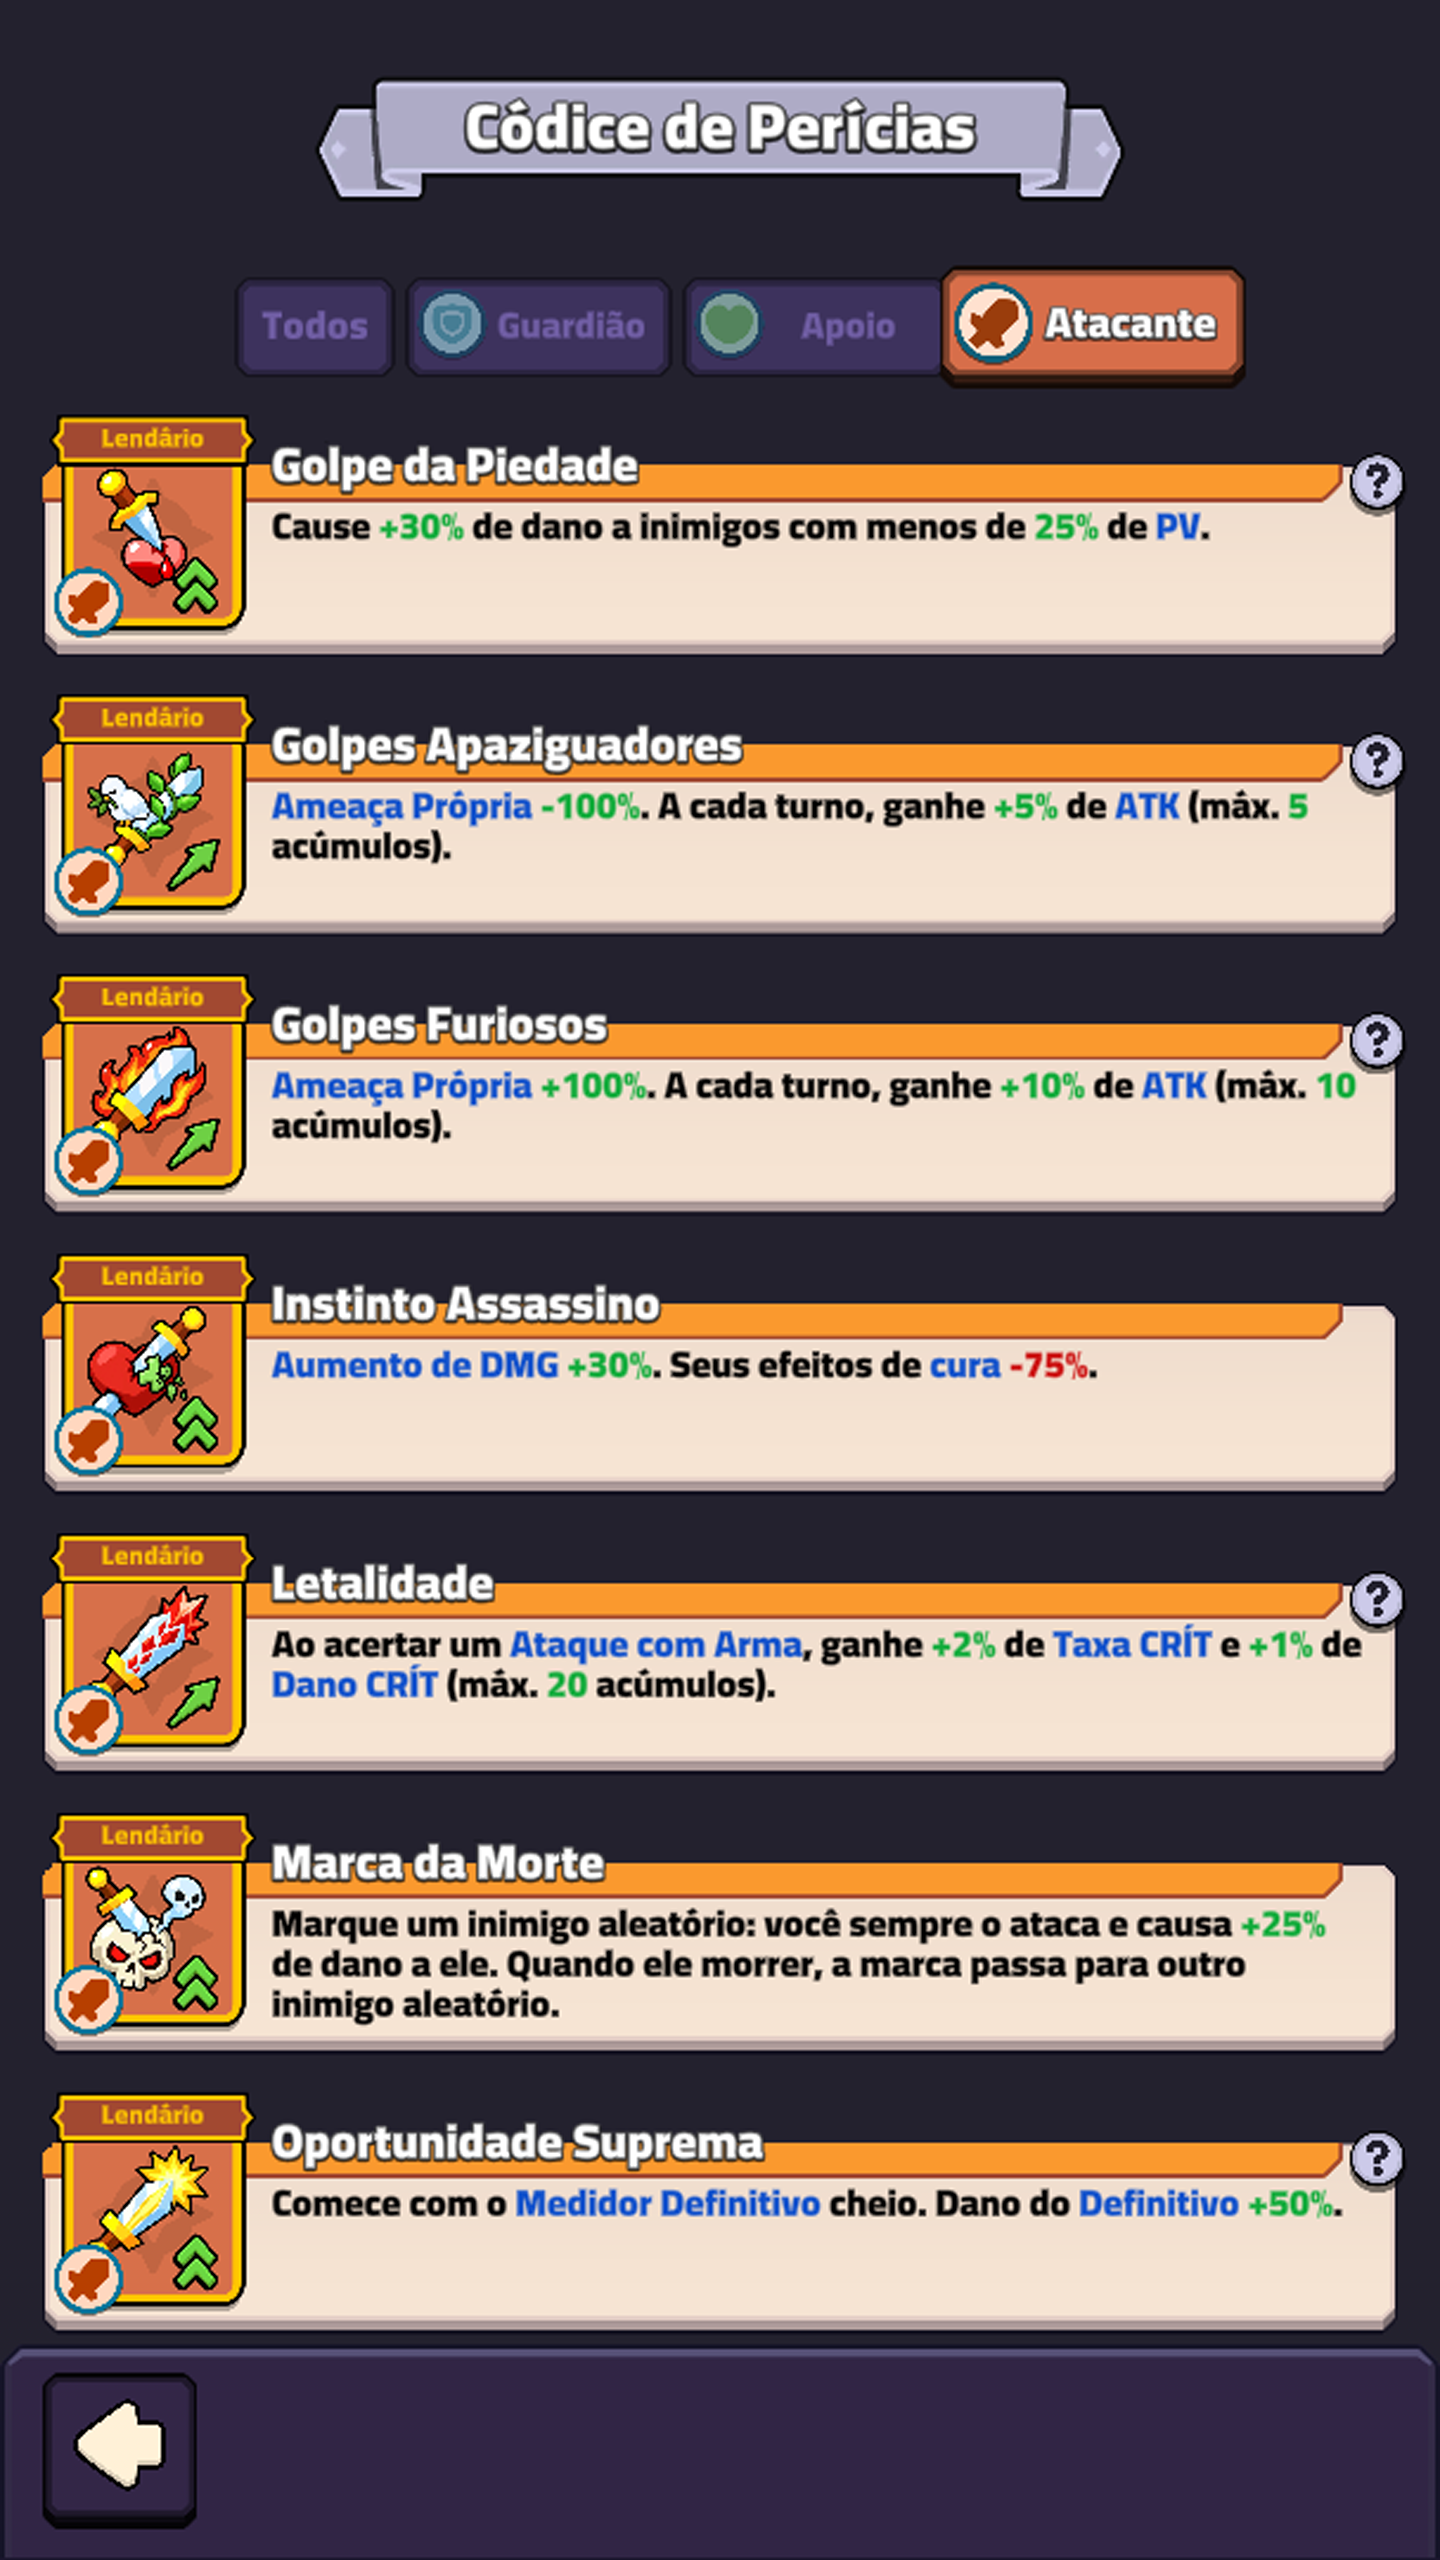 Códice de Perícias
Todos
Guardião
Apoio
Atacante
Lendário
Golpe da Piedade
?
Cause +30% de dano a inimigos com menos de 25% de PV.
Lendário
Golpes Apaziguadores
?
Ameaça Própria -100%. A cada turno, ganhe +5% de ATK (máx. 5
acúmulos).
Lendário
Golpes Furiosos
?
Ameaça Própria +100%. A cada turno, ganhe +10% de ATK (máx. 10
acúmulos).
Lendário
Instinto Assassino
Aumento de DMG +30%. Seus efeitos de cura -75%.
Lendário
Letalidade
?
Ao acertar um Ataque com Arma, ganhe +2% de Taxa CRÍT e +1% de
Dano CRÍT (máx. 20 acúmulos).
Lendário
Marca da Morte
Marque um inimigo aleatório: você sempre o ataca e causa +25%
de dano a ele. Quando ele morrer, a marca passa para outro
inimigo aleatório.
Lendário
Oportunidade Suprema
?
Comece com o Medidor Definitivo cheio. Dano do Definitivo +50%.